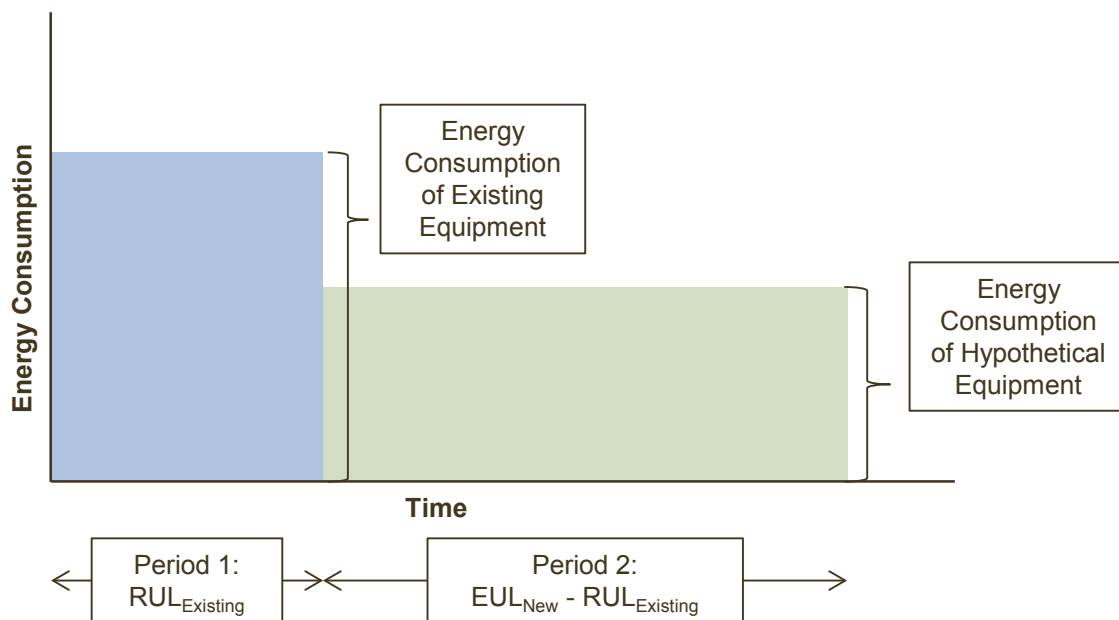 Energy Consumption
Energy
Consumption
of Existing
Equipment
Energy
Consumption
of Hypothetical
Equipment
Time
Period 1:
RULExisting
Period 2:
EULNew - RULExisting